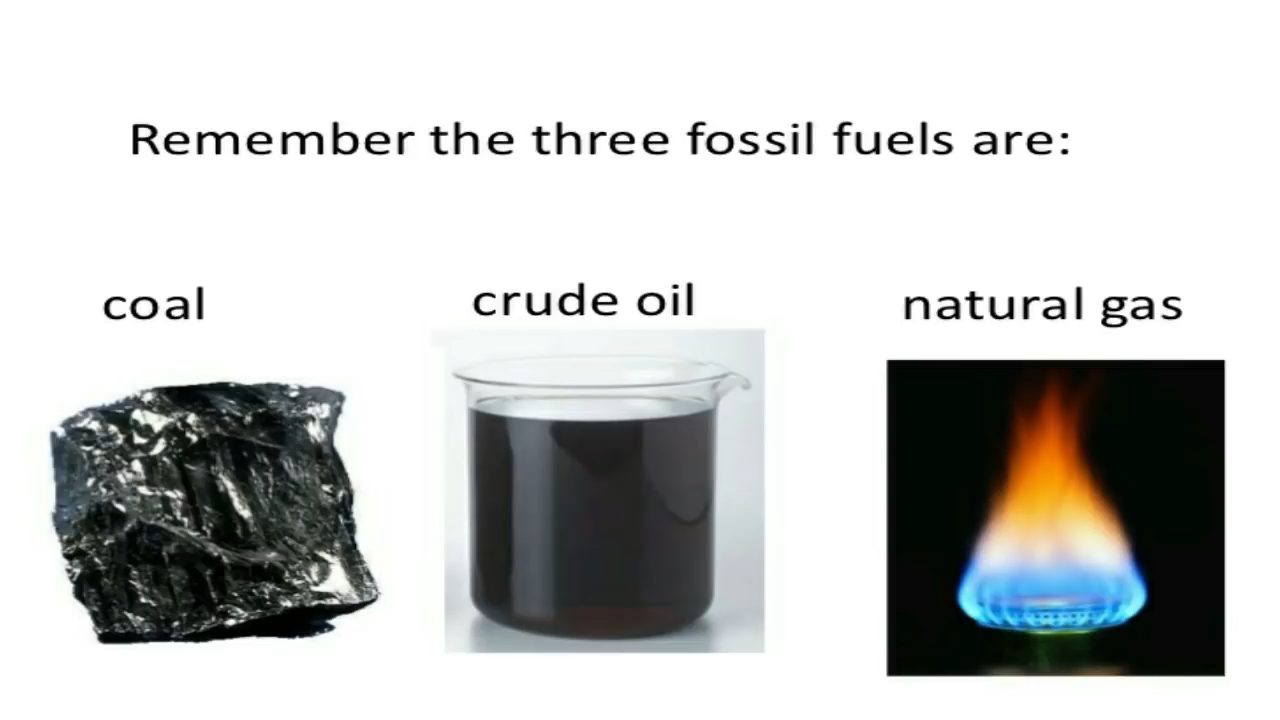 Remember the three fossil fuels are:
coal
crude oil
natural gas